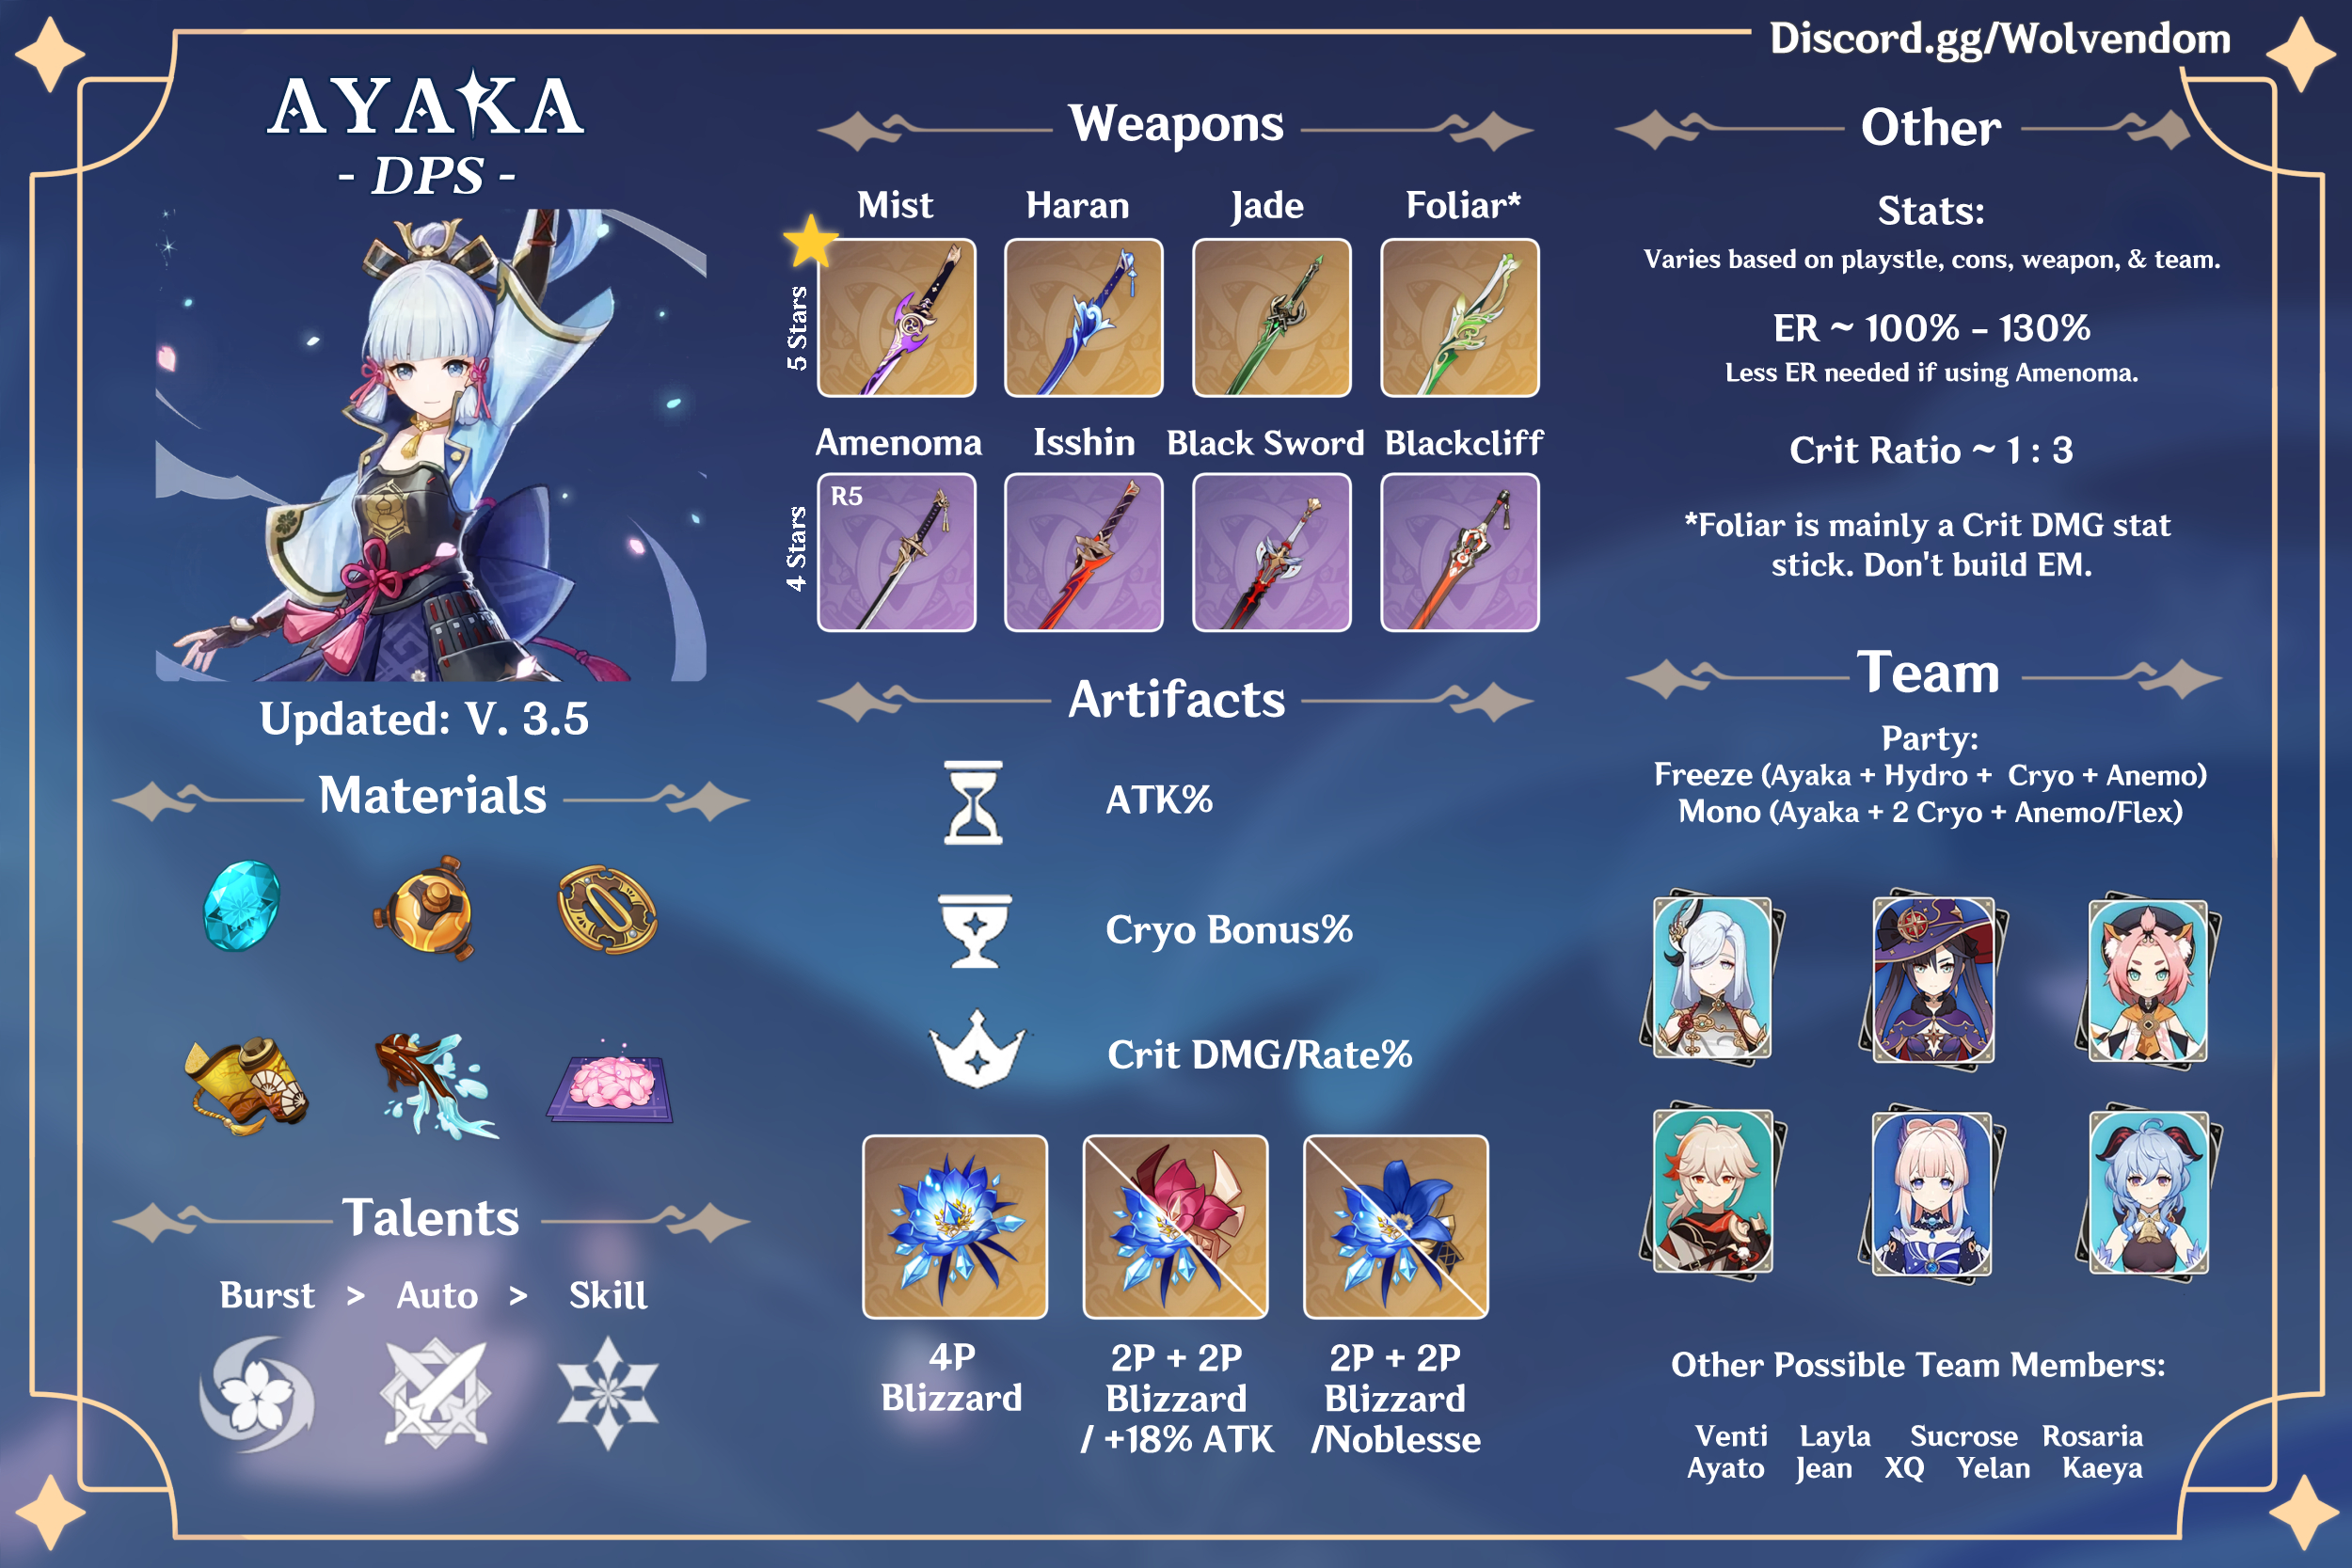 Discord.gg/Wolvendom
AYAKA
- DPS -
Updated: V. 3.5
Materials
Talents
Burst > Auto > Skill
Weapons
Mist Haran Jade Foliar*
5 Stars
Amenoma Isshin Black Sword Blackcliff
4 Stars
R5
Artifacts
ATK%
Cryo Bonus%
Crit DMG/Rate%
4P
Blizzard
2P + 2P
Blizzard
/ +18% ATK
2P + 2P
Blizzard
/Noblesse
Other
Stats:
Varies based on playstle, cons, weapon, & team.
ER ~ 100% - 130%
Less ER needed if using Amenoma.
Crit Ratio ~ 1 : 3
*Foliar is mainly a Crit DMG stat
stick. Don't build EM.
Team
Party:
Freeze (Ayaka + Hydro + Cryo + Anemo)
Mono (Ayaka + 2 Cryo + Anemo/Flex)
Other Possible Team Members:
Venti Layla Sucrose Rosaria
Ayato Jean XQ Yelan Kaeya